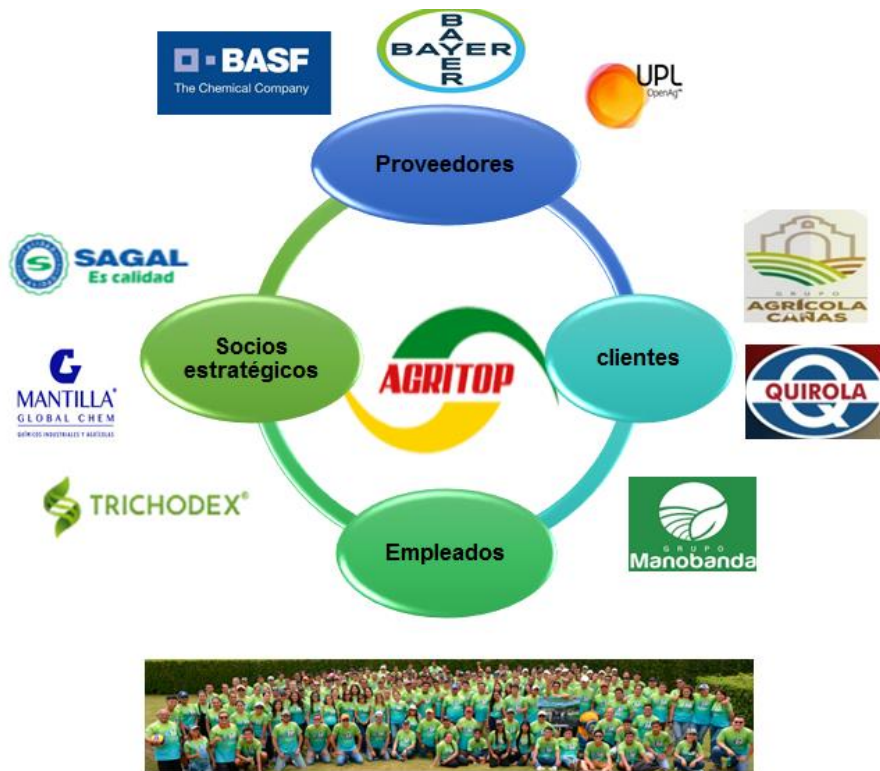 BASF
The Chemical Company
BAYER
BAYER
UPL
OpenAg™
Proveedores
SAGAL
Es calidad
GRUPO
AGRÍCOLA
CAÑAS
Socios
estratégicos
AGRITOP
clientes
MANTILLA®
GLOBAL CHEM
QUÍMICOS INDUSTRIALES Y AGRÍCOLAS
QUIROLA
TRICHODEX®
Empleados
GRUPO
Manobanda